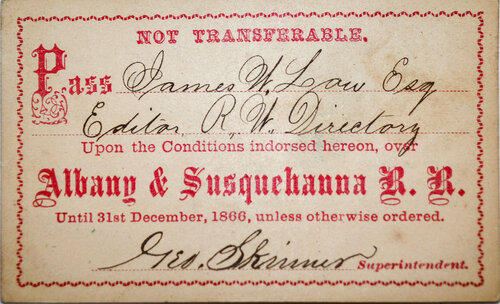 NOT TRANSFERABLE.
Pass James W. Low Esq
Editor R. W. Directory
Upon the Conditions indorsed hereon, over
Albany & Susquehanna R. R.
Until 31st December, 1866, unless otherwise ordered.
Geo. Skinner Superintendent.